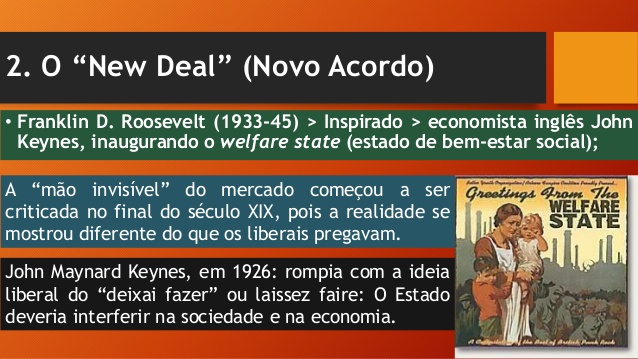 2. O “New Deal” (Novo Acordo)
• Franklin D. Roosevelt (1933-45) > Inspirado > economista inglês John
Keynes, inaugurando o welfare state (estado de bem-estar social);
A “mão invisível” do mercado começou a ser
criticada no final do século XIX, pois a realidade se
mostrou diferente do que os liberais pregavam.
John Maynard Keynes, em 1926: rompia com a ideia
liberal do “deixai fazer” ou laissez faire: O Estado
deveria interferir na sociedade e na economia.
Greetings From The
WELFARE
STATE